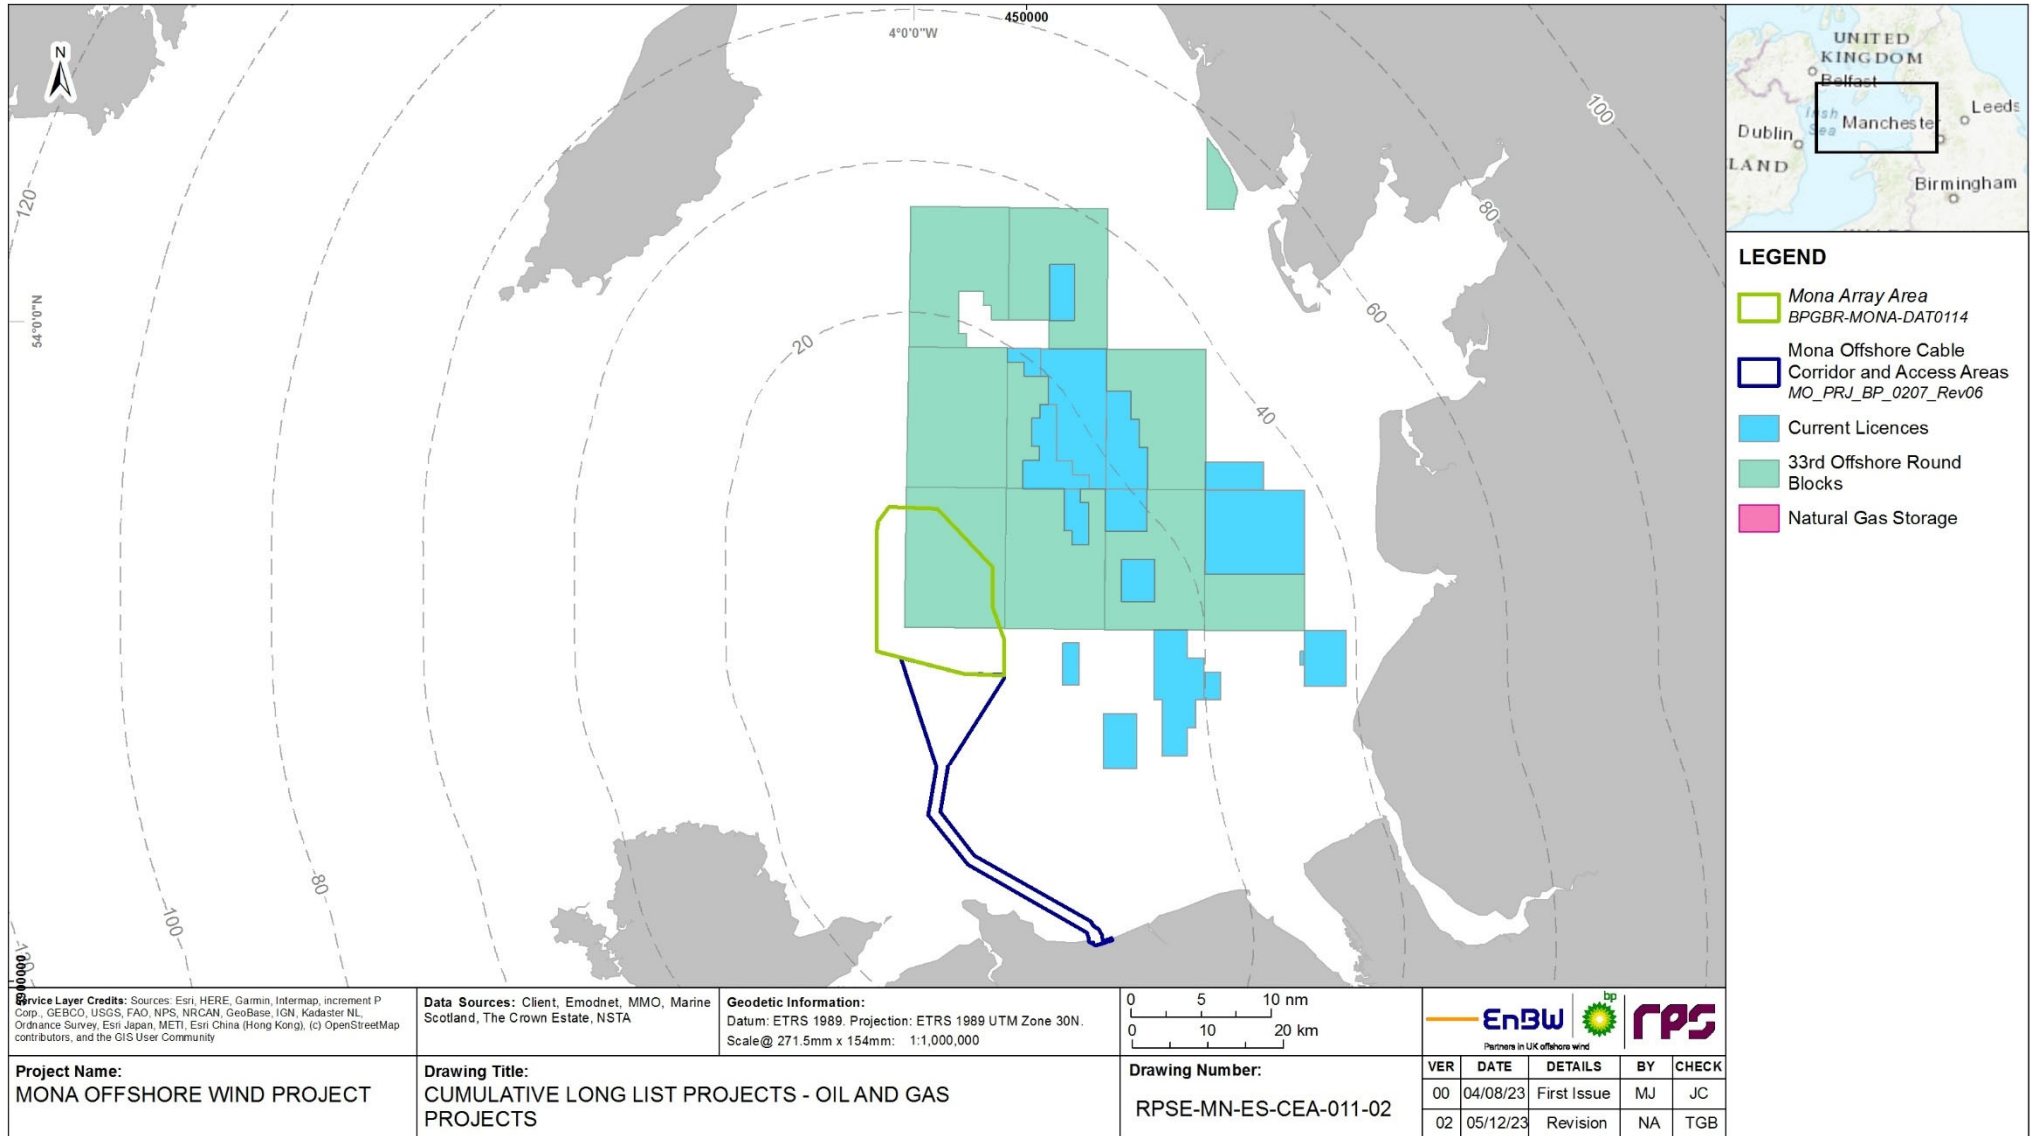 450000
4°0'0"W
N
120
54°0'0"N
20
40
60
80
100
80
100
120
5900000
UNITED
KINGDOM
Belfast
Leeds
Irish
Sea
Manchester
Dublin
LAND
Birmingham
LEGEND
Mona Array Area
BPGBR-MONA-DAT0114
Mona Offshore Cable
Corridor and Access Areas
MO_PRJ_BP_0207_Rev06
Current Licences
33rd Offshore Round
Blocks
Natural Gas Storage
Service Layer Credits: Sources: Esri, HERE, Garmin, Intermap, increment P
Corp., GEBCO, USGS, FAO, NPS, NRCAN, GeoBase, IGN, Kadaster NL,
Ordnance Survey, Esri Japan, METI, Esri China (Hong Kong), (c) OpenStreetMap
contributors, and the GIS User Community
Data Sources: Client, Emodnet, MMO, Marine
Scotland, The Crown Estate, NSTA
Geodetic Information:
Datum: ETRS 1989. Projection: ETRS 1989 UTM Zone 30N.
Scale@ 271.5mm x 154mm: 1:1,000,000
0 5 10 nm
0 10 20 km
EnBW
bp
rps
Partners in UK offshore wind
Project Name:
MONA OFFSHORE WIND PROJECT
Drawing Title:
CUMULATIVE LONG LIST PROJECTS - OIL AND GAS
PROJECTS
Drawing Number:
RPSE-MN-ES-CEA-011-02
VER DATE DETAILS BY CHECK
00 04/08/23 First Issue MJ JC
02 05/12/23 Revision NA TGB